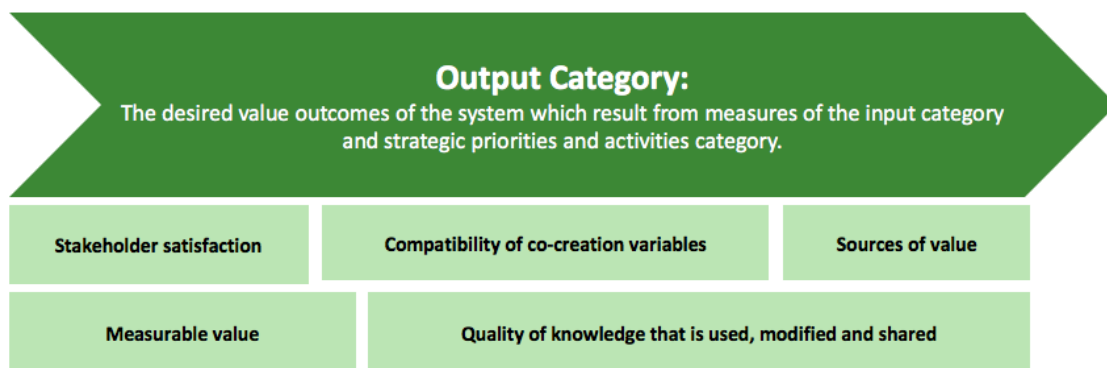 Output Category:
The desired value outcomes of the system which result from measures of the input category
and strategic priorities and activities category.
Stakeholder satisfaction
Compatibility of co-creation variables
Sources of value
Measurable value
Quality of knowledge that is used, modified and shared